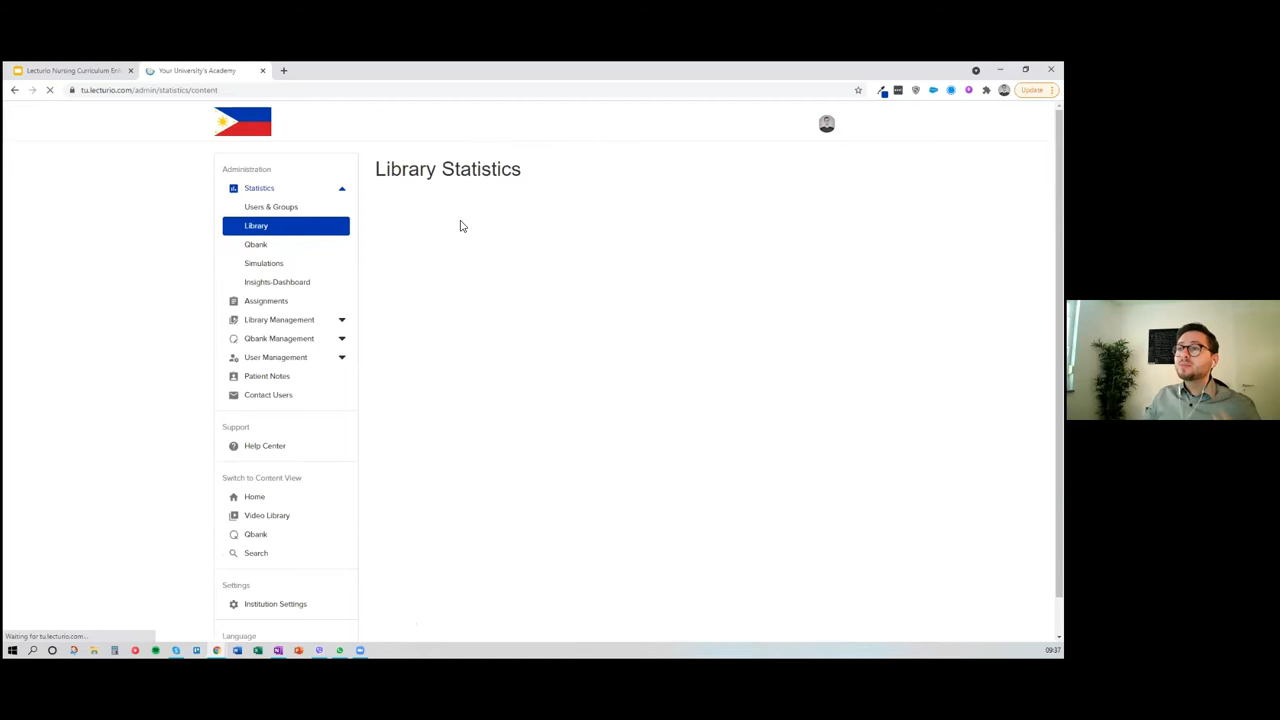 Lecturio Nursing Curriculum Enh
Your University's Academy
tu.lecturio.com/admin/statistics/content
Update
Administration
Statistics
Users & Groups
Library
Qbank
Simulations
Insights-Dashboard
Assignments
Library Management
Qbank Management
User Management
Patient Notes
Contact Users
Support
Help Center
Switch to Content View
Home
Video Library
Qbank
Search
Settings
Institution Settings
Language
Library Statistics
Waiting for tu.lecturio.com...
09:37